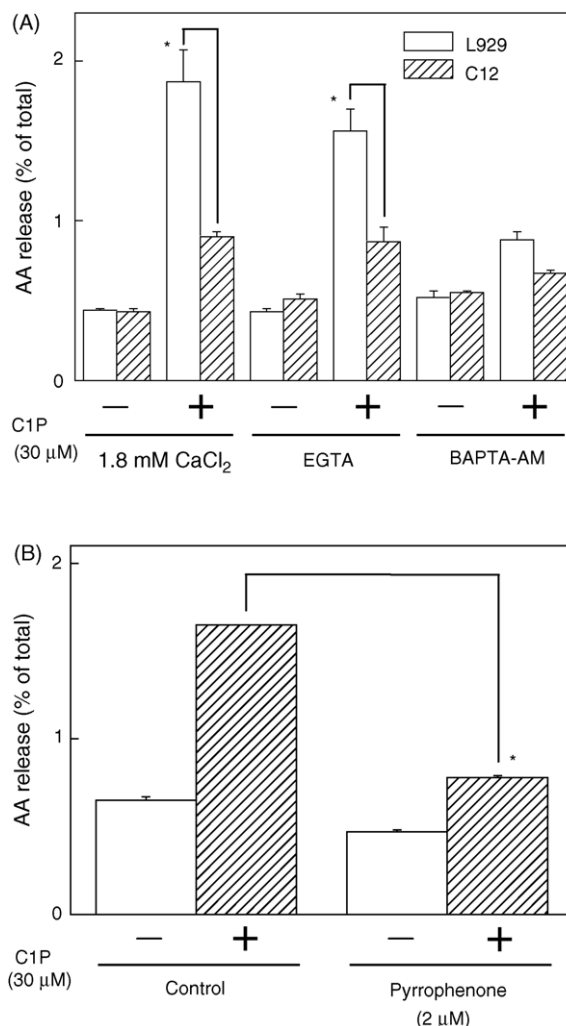 (A)
L929
C12
*
*
2
1
0
AA release (% of total)
C1P
(30 μM)
− + − + − +
1.8 mM CaCl₂ EGTA BAPTA-AM
(B)
2
1
0
*
AA release (% of total)
C1P
(30 μM)
− + − +
Control Pyrrophenone
(2 μM)